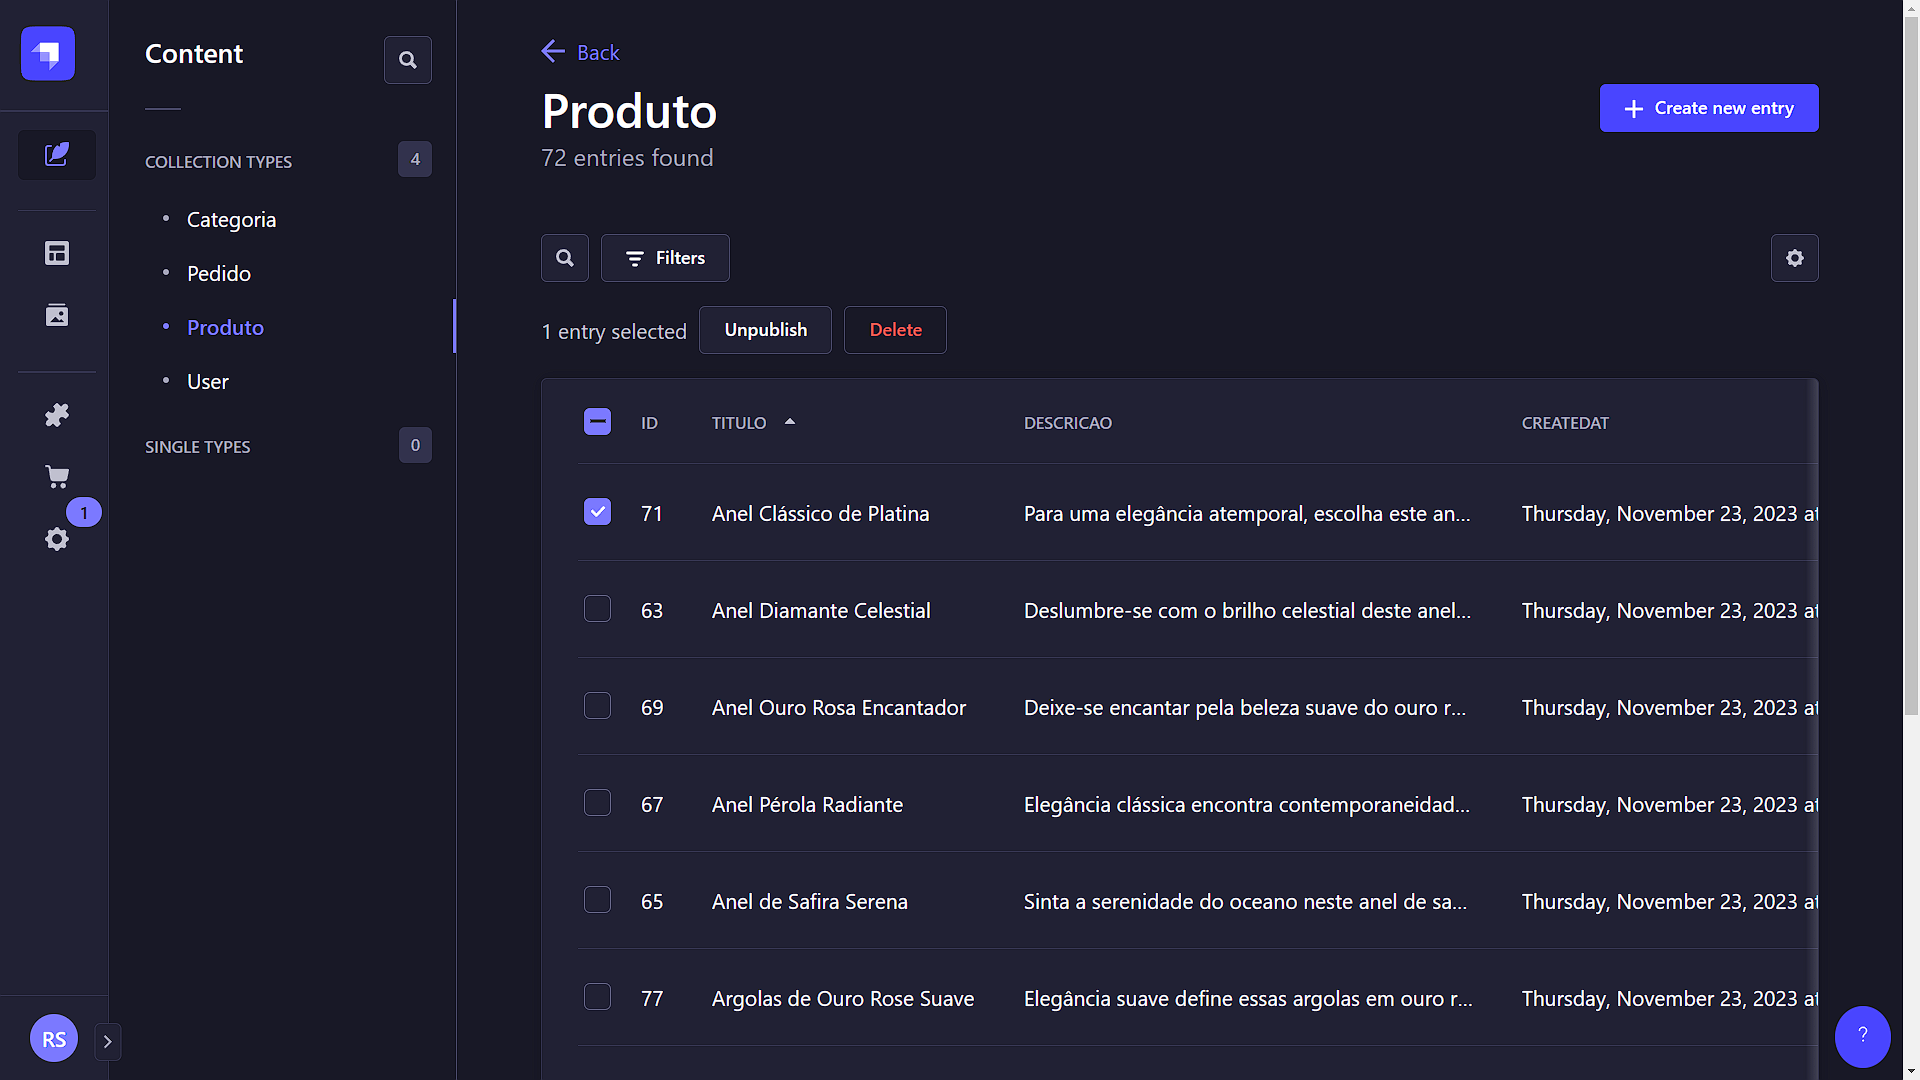 Content
COLLECTION TYPES 4
Categoria
Pedido
Produto
User
SINGLE TYPES 0
1
RS
Back
Produto
72 entries found
Create new entry
Filters
1 entry selected Unpublish Delete
ID TITULO DESCRICAO CREATEDAT
71 Anel Clássico de Platina Para uma elegância atemporal, escolha este an... Thursday, November 23, 2023 at
63 Anel Diamante Celestial Deslumbre-se com o brilho celestial deste anel... Thursday, November 23, 2023 at
69 Anel Ouro Rosa Encantador Deixe-se encantar pela beleza suave do ouro r... Thursday, November 23, 2023 at
67 Anel Pérola Radiante Elegância clássica encontra contemporaneidad... Thursday, November 23, 2023 at
65 Anel de Safira Serena Sinta a serenidade do oceano neste anel de sa... Thursday, November 23, 2023 at
77 Argolas de Ouro Rose Suave Elegância suave define essas argolas em ouro r... Thursday, November 23, 2023 at
?